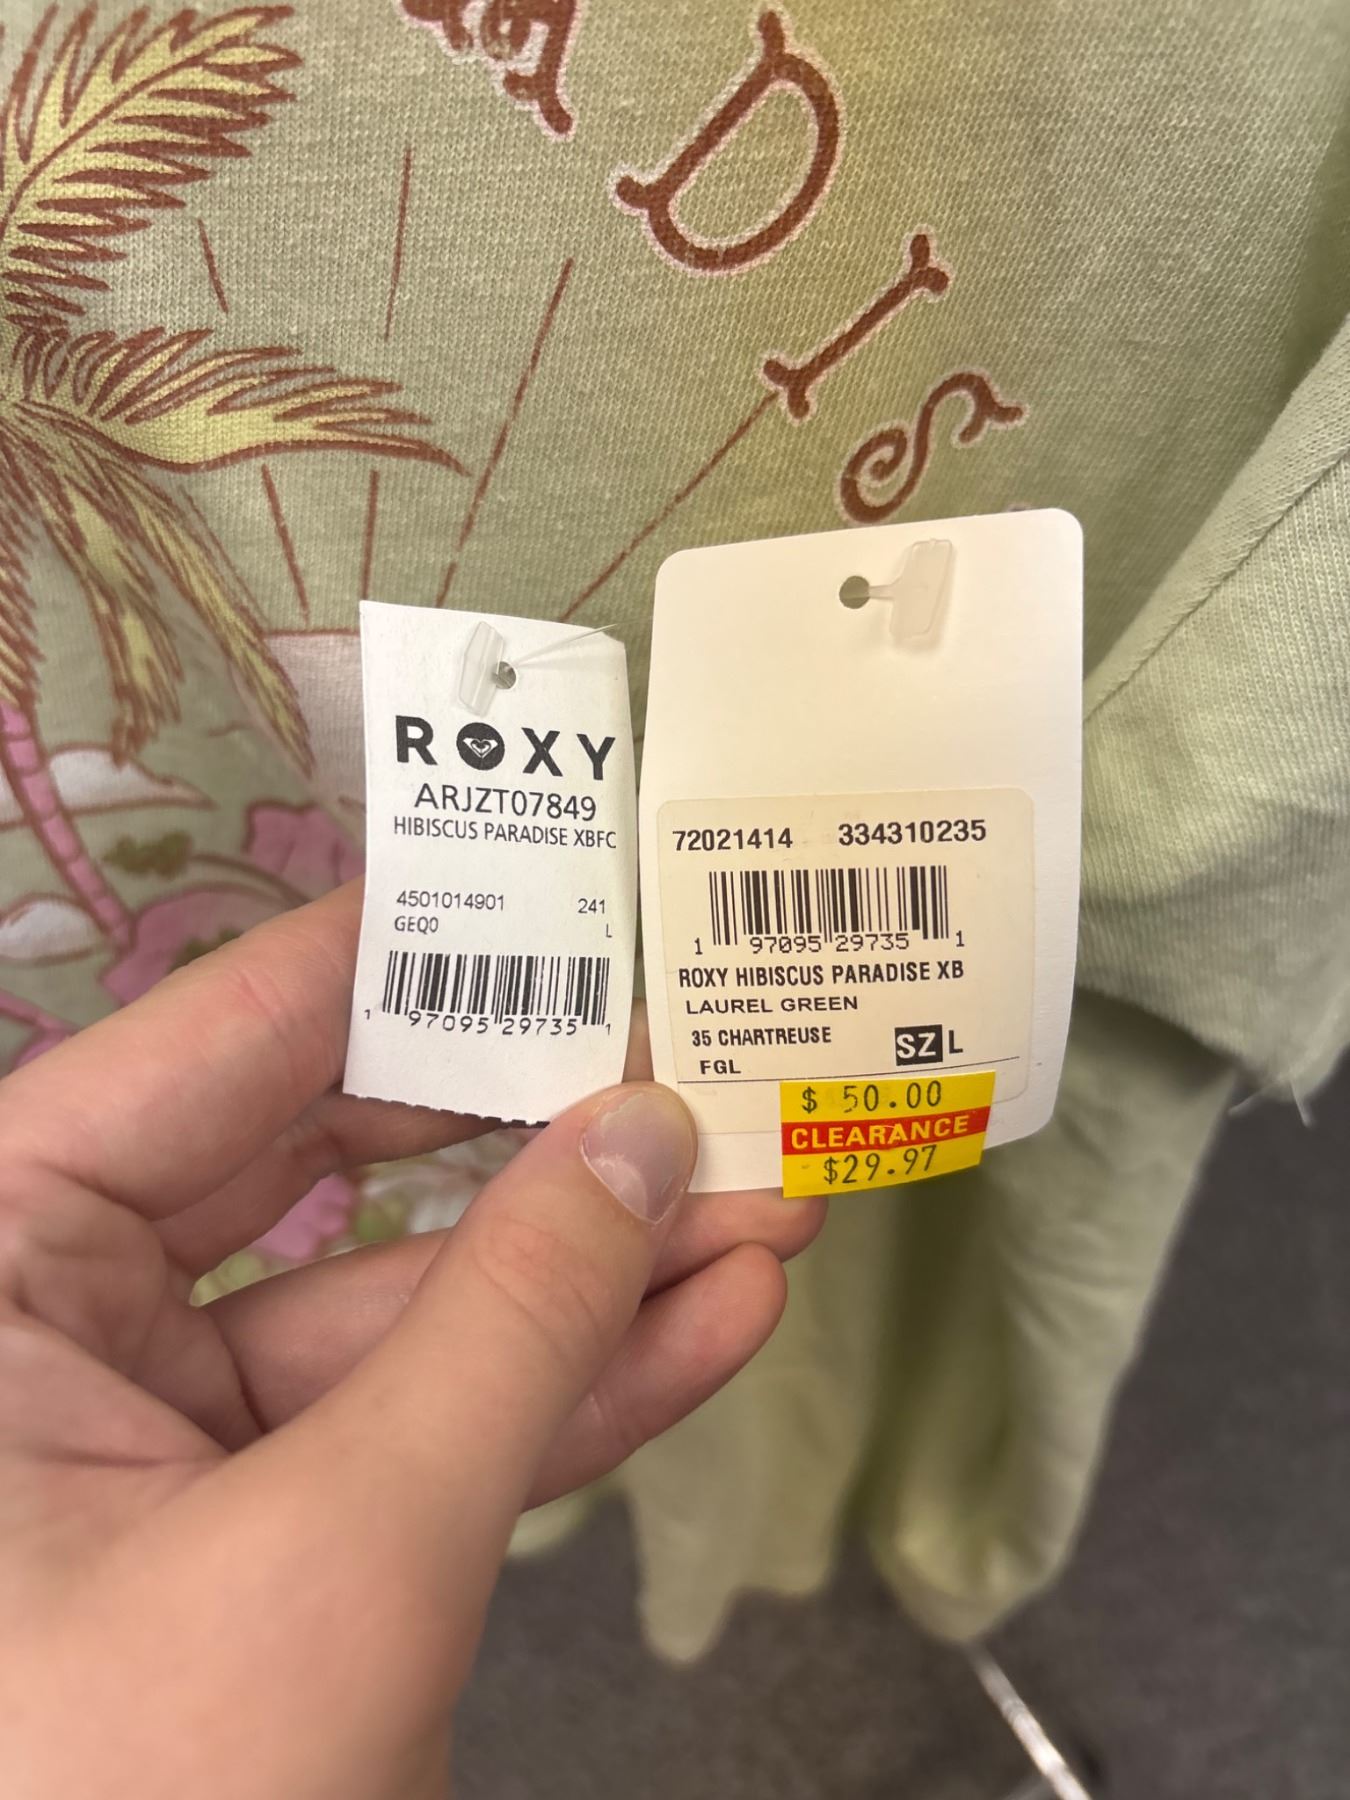 DIS
ROXY
ARJZT07849
HIBISCUS PARADISE XBFC
4501014901 241
GEQ0 L
1 97095 29735 1
72021414 334310235
1 97095 29735 1
ROXY HIBISCUS PARADISE XB
LAUREL GREEN
35 CHARTREUSE SZ L
FGL
$ 50.00
CLEARANCE
$29.97